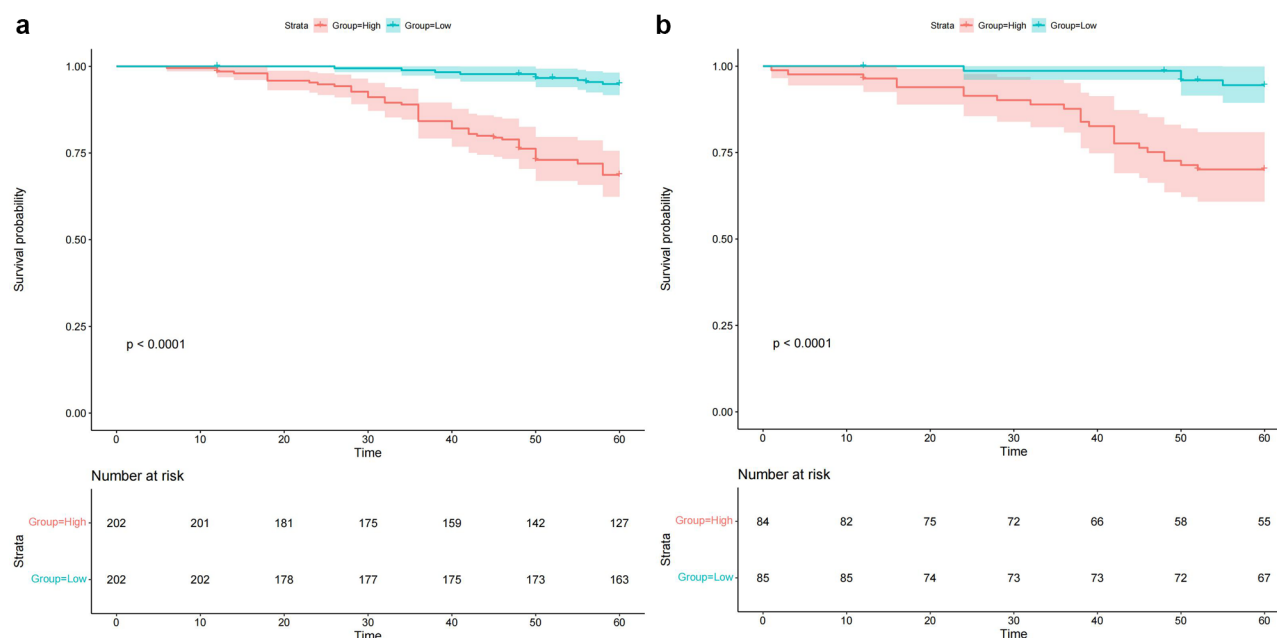 a
Strata Group=High Group=Low
1.00
0.75
0.50
0.25
0.00
Survival probability
p < 0.0001
0 10 20 30 40 50 60
Time
Number at risk
Strata
Group=High 202 201 181 175 159 142 127
Group=Low 202 202 178 177 175 173 163
0 10 20 30 40 50 60
Time
b
Strata Group=High Group=Low
1.00
0.75
0.50
0.25
0.00
Survival probability
p < 0.0001
0 10 20 30 40 50 60
Time
Number at risk
Strata
Group=High 84 82 75 72 66 58 55
Group=Low 85 85 74 73 73 72 67
0 10 20 30 40 50 60
Time